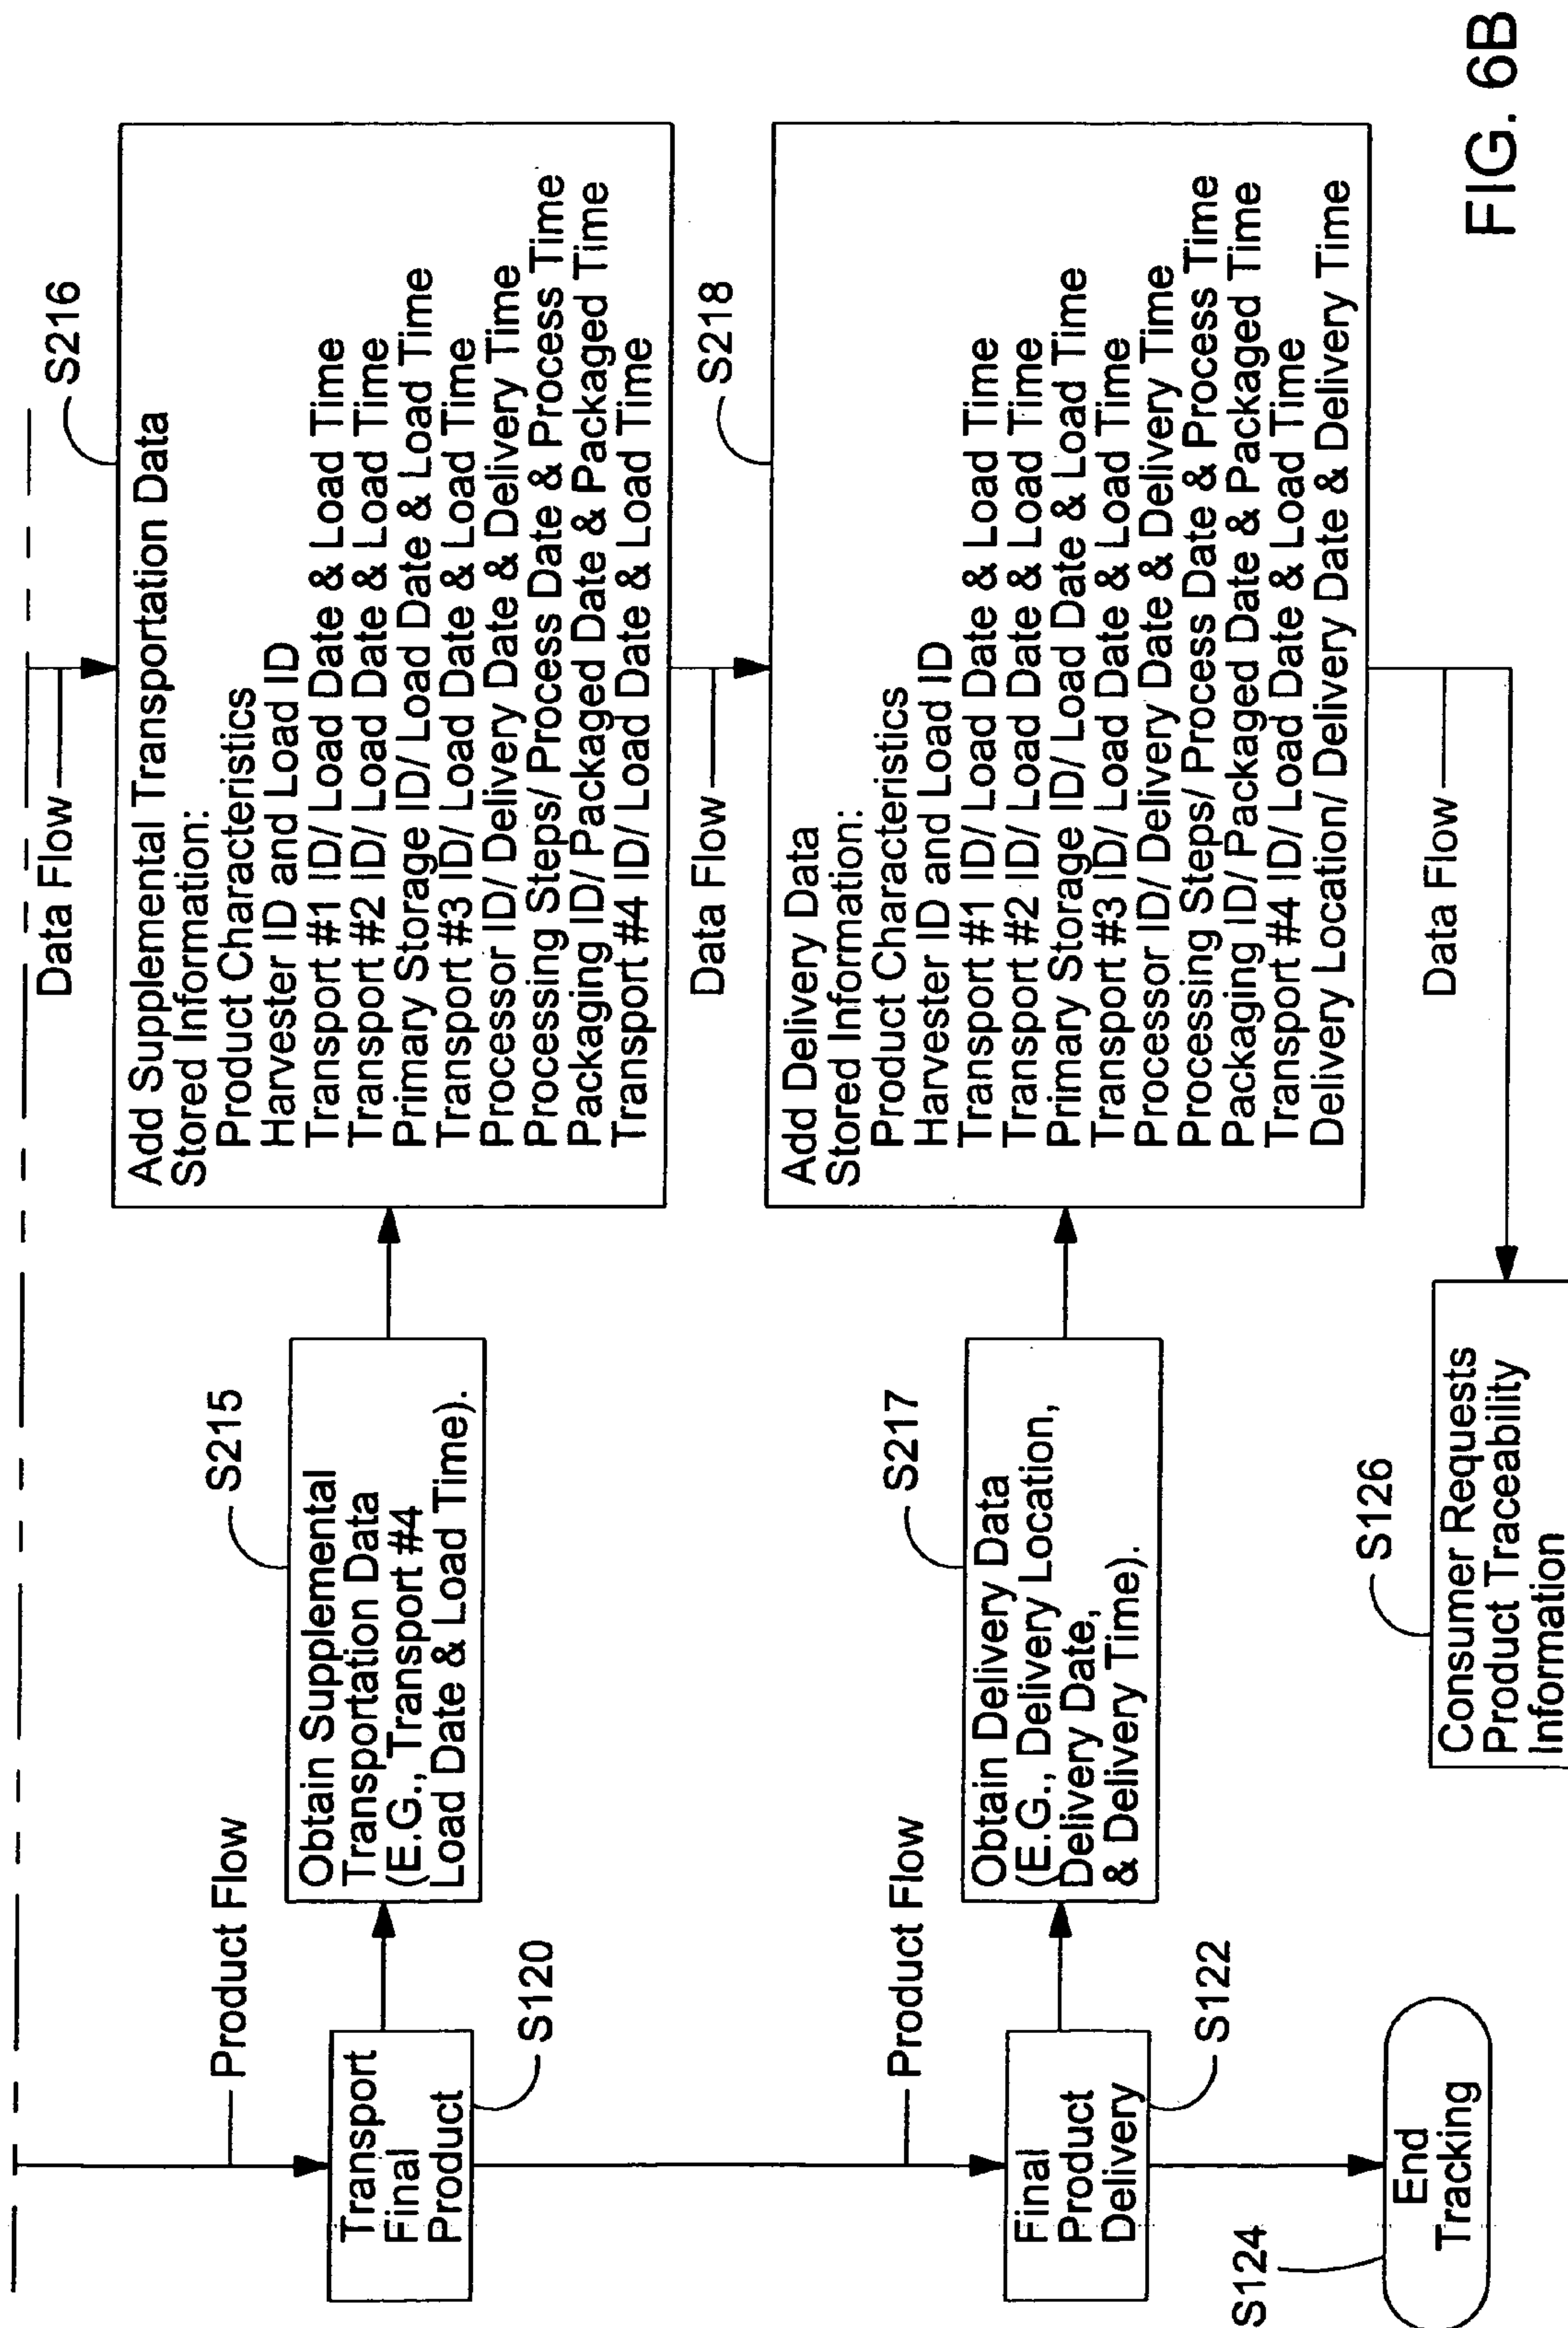 Product Flow
Transport
Final
Product
S120
S215
Obtain Supplemental
Transportation Data
(E.G., Transport #4
Load Date & Load Time).
Data Flow
S216
Add Supplemental Transportation Data
Stored Information:
Product Characteristics
Harvester ID and Load ID
Transport #1 ID/ Load Date & Load Time
Transport #2 ID/ Load Date & Load Time
Primary Storage ID/ Load Date & Load Time
Transport #3 ID/ Load Date & Load Time
Processor ID/ Delivery Date & Delivery Time
Processing Steps/ Process Date & Process Time
Packaging ID/ Packaged Date & Packaged Time
Transport #4 ID/ Load Date & Load Time
Product Flow
Final
Product
Delivery
S122
S217
Obtain Delivery Data
(E.G., Delivery Location,
Delivery Date,
& Delivery Time).
Data Flow
S218
Add Delivery Data
Stored Information:
Product Characteristics
Harvester ID and Load ID
Transport #1 ID/ Load Date & Load Time
Transport #2 ID/ Load Date & Load Time
Primary Storage ID/ Load Date & Load Time
Transport #3 ID/ Load Date & Load Time
Processor ID/ Delivery Date & Delivery Time
Processing Steps/ Process Date & Process Time
Packaging ID/ Packaged Date & Packaged Time
Transport #4 ID/ Load Date & Load Time
Delivery Location/ Delivery Date & Delivery Time
S124
End
Tracking
S126
Consumer Requests
Product Traceability
Information
Data Flow
FIG. 6B